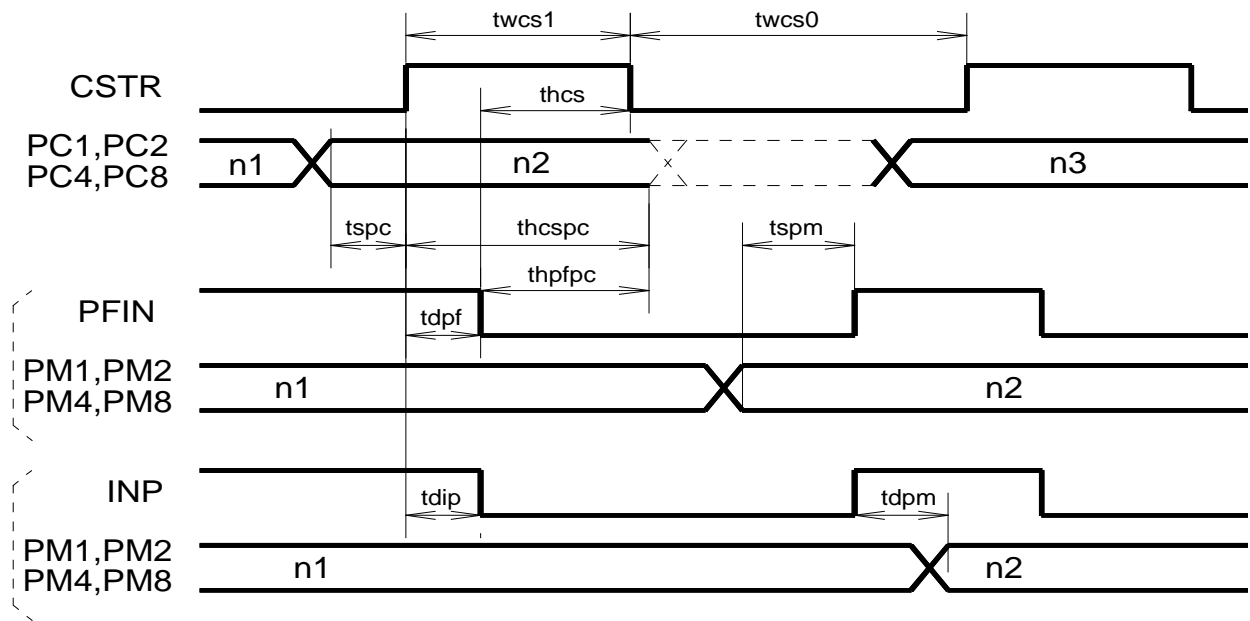 twcs1 twcs0
CSTR
thcs
PC1,PC2
PC4,PC8
n1 n2 x n3
tspc thcspc tspm
thpfpc
PFIN
tdpf
PM1,PM2
PM4,PM8
n1 n2
INP
tdip tdpm
PM1,PM2
PM4,PM8
n1 n2